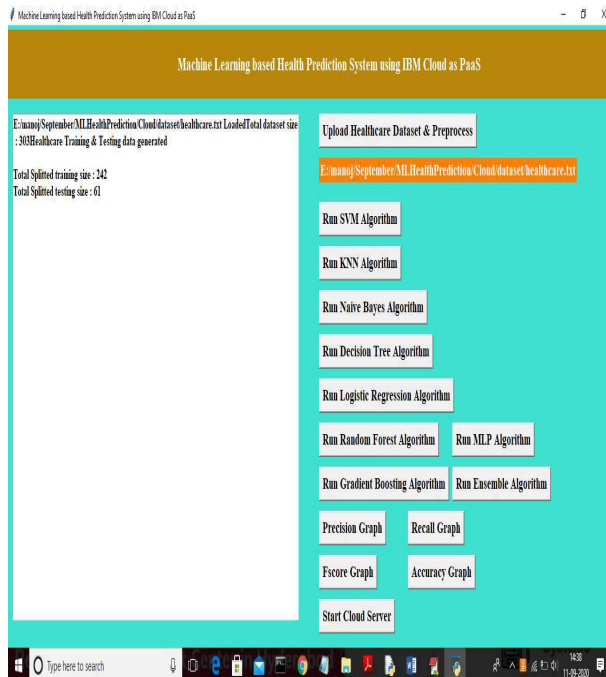 Machine Learning based Health Prediction System using IBM Cloud as PaaS
Machine Learning based Health Prediction System using IBM Cloud as PaaS
E:/manoj/September/MLHealthPrediction/Cloud/dataset/healthcare.txt LoadedTotal dataset size
: 303Healthcare Training & Testing data generated
Total Splitted training size : 242
Total Splitted testing size : 61
Upload Healthcare Dataset & Preprocess
E:/manoj/September/MLHealthPrediction/Cloud/dataset/healthcare.txt
Run SVM Algorithm
Run KNN Algorithm
Run Naive Bayes Algorithm
Run Decision Tree Algorithm
Run Logistic Regression Algorithm
Run Random Forest Algorithm Run MLP Algorithm
Run Gradient Boosting Algorithm Run Ensemble Algorithm
Precision Graph Recall Graph
Fscore Graph Accuracy Graph
Start Cloud Server
Type here to search
14:38
11-09-2020